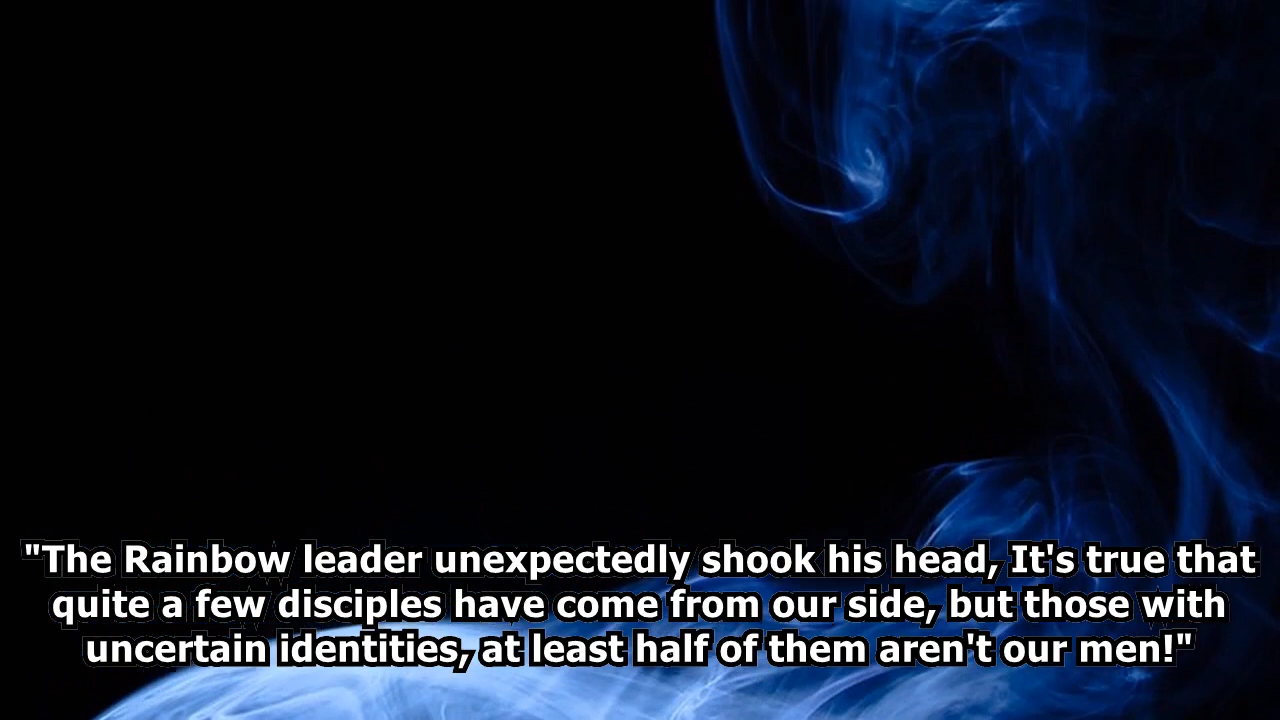 "The Rainbow leader unexpectedly shook his head, It's true that
quite a few disciples have come from our side, but those with
uncertain identities, at least half of them aren't our men!"